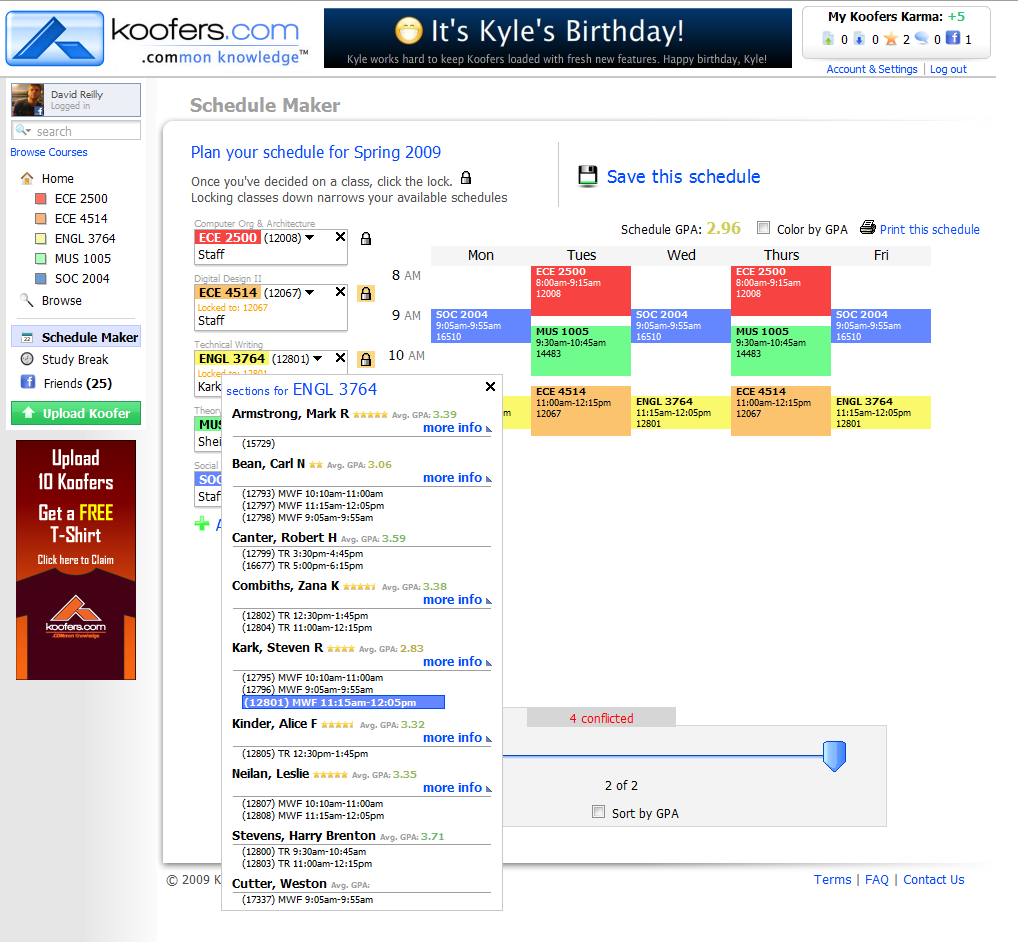 koofers.com
.common knowledge™
It's Kyle's Birthday!
Kyle works hard to keep Koofers loaded with fresh new features. Happy birthday, Kyle!
My Koofers Karma: +5
0 0 2 0 1
Account & Settings | Log out
David Reilly
Logged in
search
Browse Courses
Home
ECE 2500
ECE 4514
ENGL 3764
MUS 1005
SOC 2004
Browse
Schedule Maker
Study Break
Friends (25)
Upload Koofer
Upload
10 Koofers
Get a FREE
T-Shirt
Click here to Claim
koofers.com
.COMmon Knowledge
Schedule Maker
Plan your schedule for Spring 2009
Once you've decided on a class, click the lock.
Locking classes down narrows your available schedules
Save this schedule
Schedule GPA: 2.96 Color by GPA Print this schedule
Computer Org & Architecture
ECE 2500 (12008)
Staff
Digital Design II
ECE 4514 (12067)
Locked to: 12067
Staff
Technical Writing
ENGL 3764 (12801)
Locked to: 12801
Kark
Theory
MUS
Shei
Social
SOC
Staff
Mon Tues Wed Thurs Fri
8 AM
9 AM
10 AM
SOC 2004
9:05am-9:55am
16510
ECE 2500
8:00am-9:15am
12008
MUS 1005
9:30am-10:45am
14483
ECE 4514
11:00am-12:15pm
12067
SOC 2004
9:05am-9:55am
16510
ENGL 3764
11:15am-12:05pm
12801
ECE 2500
8:00am-9:15am
12008
MUS 1005
9:30am-10:45am
14483
ECE 4514
11:00am-12:15pm
12067
SOC 2004
9:05am-9:55am
16510
ENGL 3764
11:15am-12:05pm
12801
sections for ENGL 3764
Armstrong, Mark R Avg. GPA: 3.39
more info
(15729)
Bean, Carl N Avg. GPA: 3.06
more info
(12793) MWF 10:10am-11:00am
(12797) MWF 11:15am-12:05pm
(12798) MWF 9:05am-9:55am
Canter, Robert H Avg. GPA: 3.59
(12799) TR 3:30pm-4:45pm
(16677) TR 5:00pm-6:15pm
Combiths, Zana K Avg. GPA: 3.38
more info
(12802) TR 12:30pm-1:45pm
(12804) TR 11:00am-12:15pm
Kark, Steven R Avg. GPA: 2.83
more info
(12795) MWF 10:10am-11:00am
(12796) MWF 9:05am-9:55am
(12801) MWF 11:15am-12:05pm
Kinder, Alice F Avg. GPA: 3.32
more info
(12805) TR 12:30pm-1:45pm
Neilan, Leslie Avg. GPA: 3.35
more info
(12807) MWF 10:10am-11:00am
(12808) MWF 11:15am-12:05pm
Stevens, Harry Brenton Avg. GPA: 3.71
(12800) TR 9:30am-10:45am
(12803) TR 11:00am-12:15pm
Cutter, Weston Avg. GPA:
(17337) MWF 9:05am-9:55am
4 conflicted
2 of 2
Sort by GPA
© 2009 K
Terms | FAQ | Contact Us